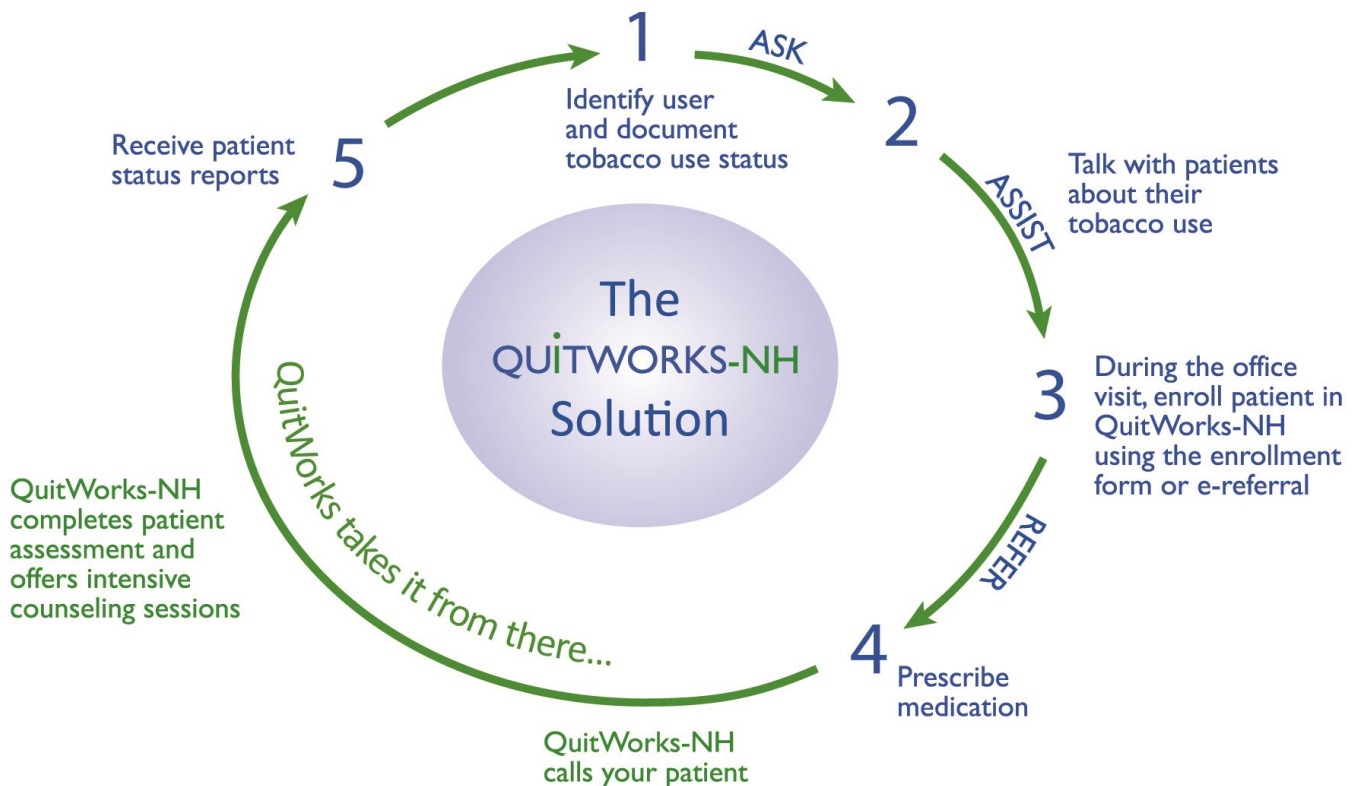 1
Identify user
and document
tobacco use status
ASK
2
Talk with patients
about their
tobacco use
ASSIST
3
During the office
visit, enroll patient in
QuitWorks-NH
using the enrollment
form or e-referral
REFER
4
Prescribe
medication
QuitWorks-NH
calls your patient
QuitWorks takes it from there...
QuitWorks-NH
completes patient
assessment and
offers intensive
counseling sessions
5
Receive patient
status reports
The
QUiTWORKS-NH
Solution